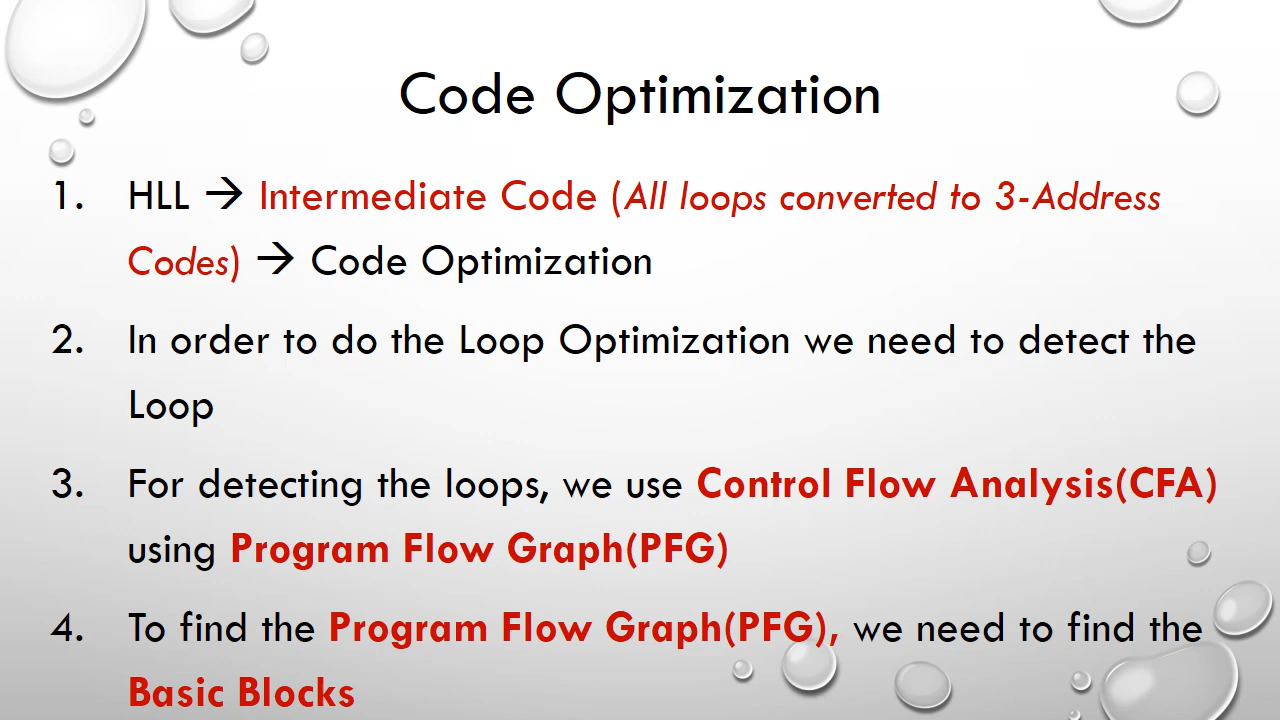 Code Optimization
1. HLL → Intermediate Code (All loops converted to 3-Address
Codes) → Code Optimization
2. In order to do the Loop Optimization we need to detect the
Loop
3. For detecting the loops, we use Control Flow Analysis(CFA)
using Program Flow Graph(PFG)
4. To find the Program Flow Graph(PFG), we need to find the
Basic Blocks